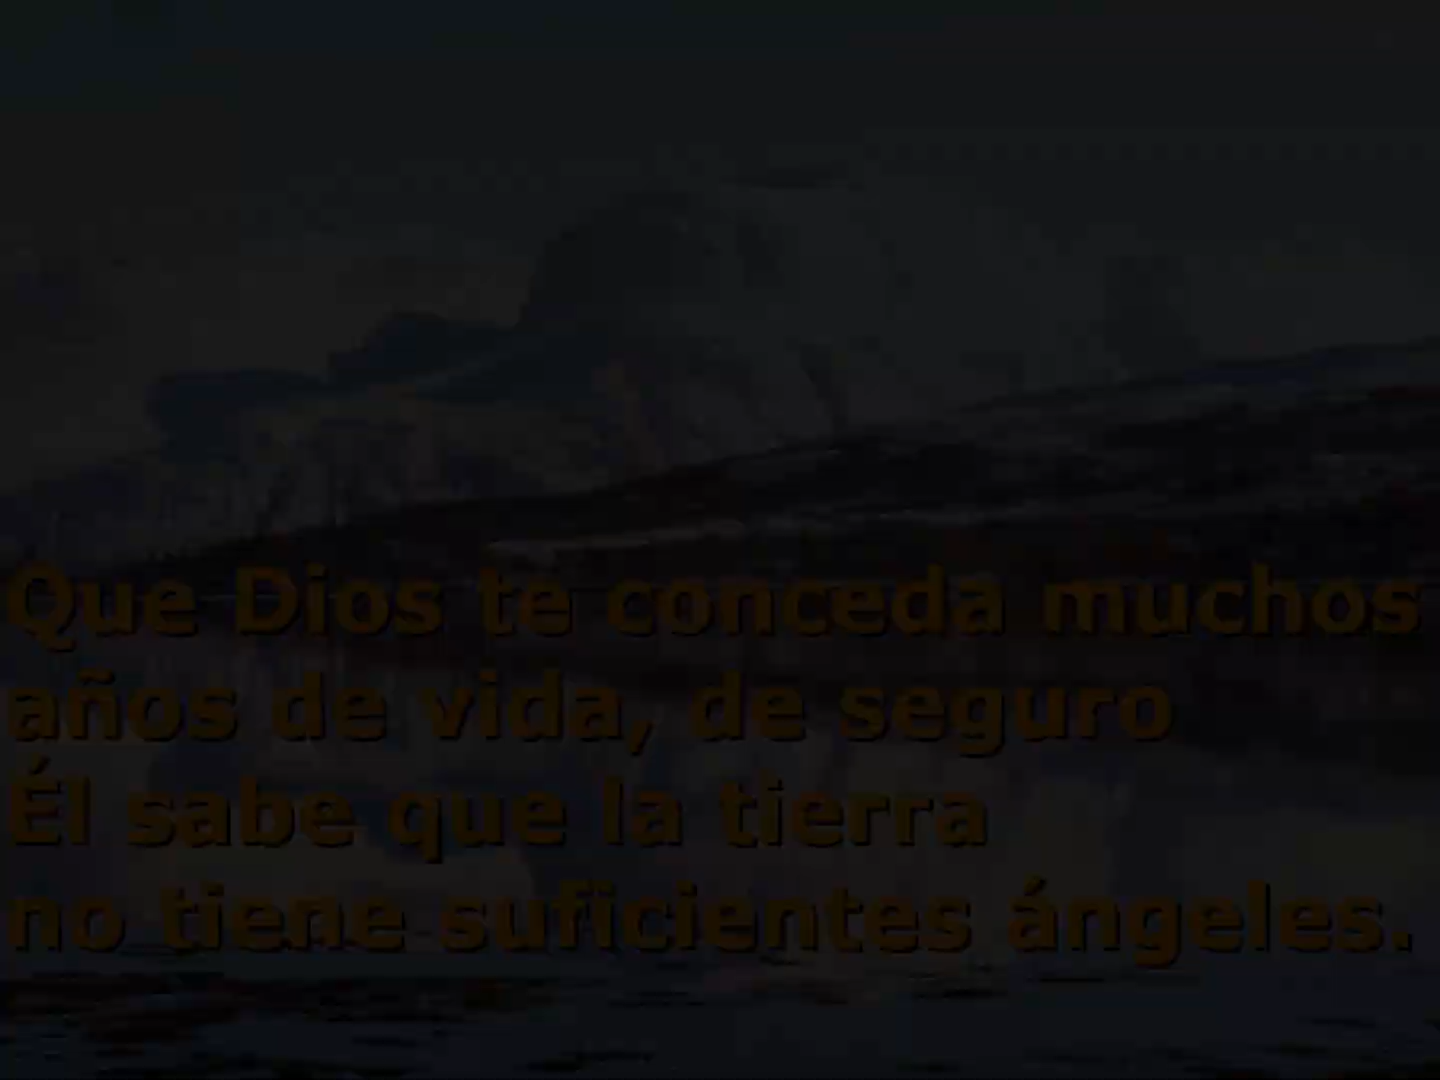 Que Dios te conceda muchos
años de vida, de seguro
Él sabe que la tierra
no tiene suficientes ángeles.